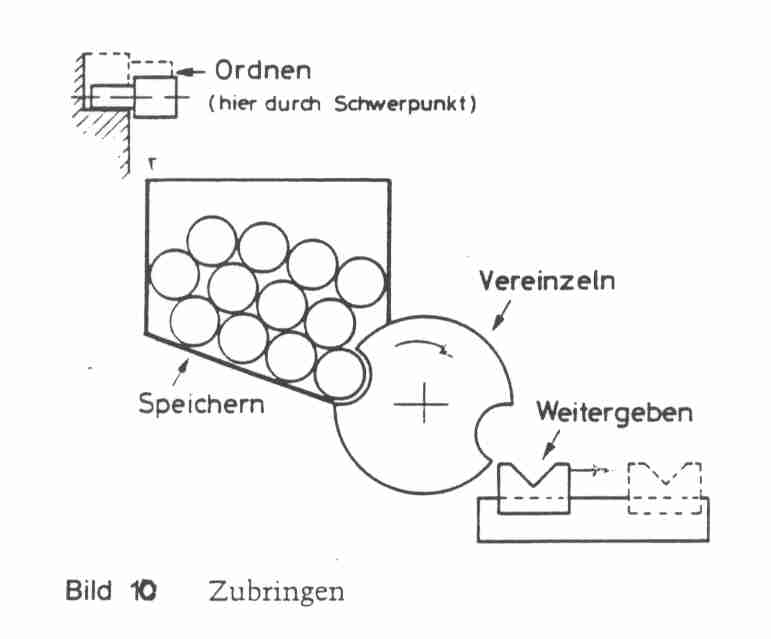 Ordnen
(hier durch Schwerpunkt)
Vereinzeln
Speichern
Weitergeben
Bild 10 Zubringen